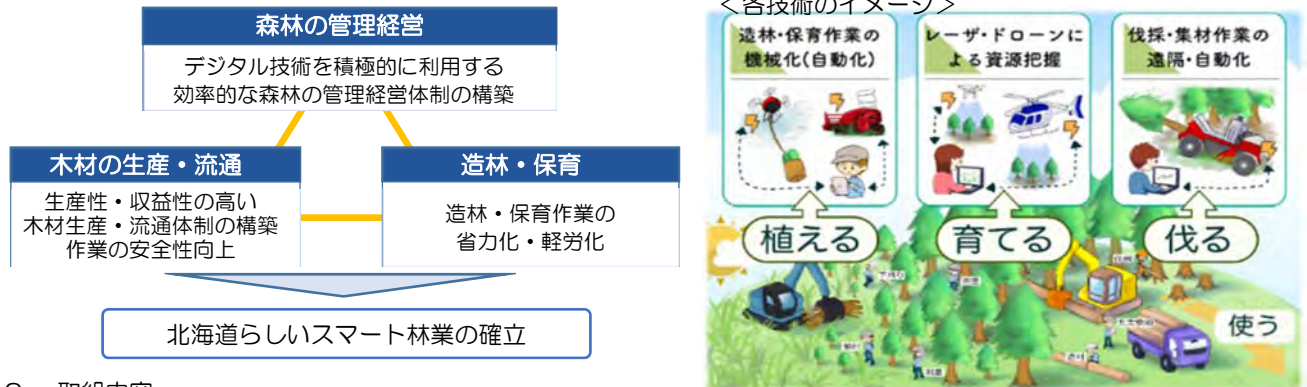 森林の管理経営
デジタル技術を積極的に利用する
効率的な森林の管理経営体制の構築
木材の生産・流通
生産性・収益性の高い
木材生産・流通体制の構築
作業の安全性向上
造林・保育
造林・保育作業の
省力化・軽労化
北海道らしいスマート林業の確立
<各技術のイメージ>
造林・保育作業の
機械化(自動化)
レーザ・ドローンに
よる資源把握
伐採・集材作業の
遠隔・自動化
植える
育てる
伐る
使う
取組内容